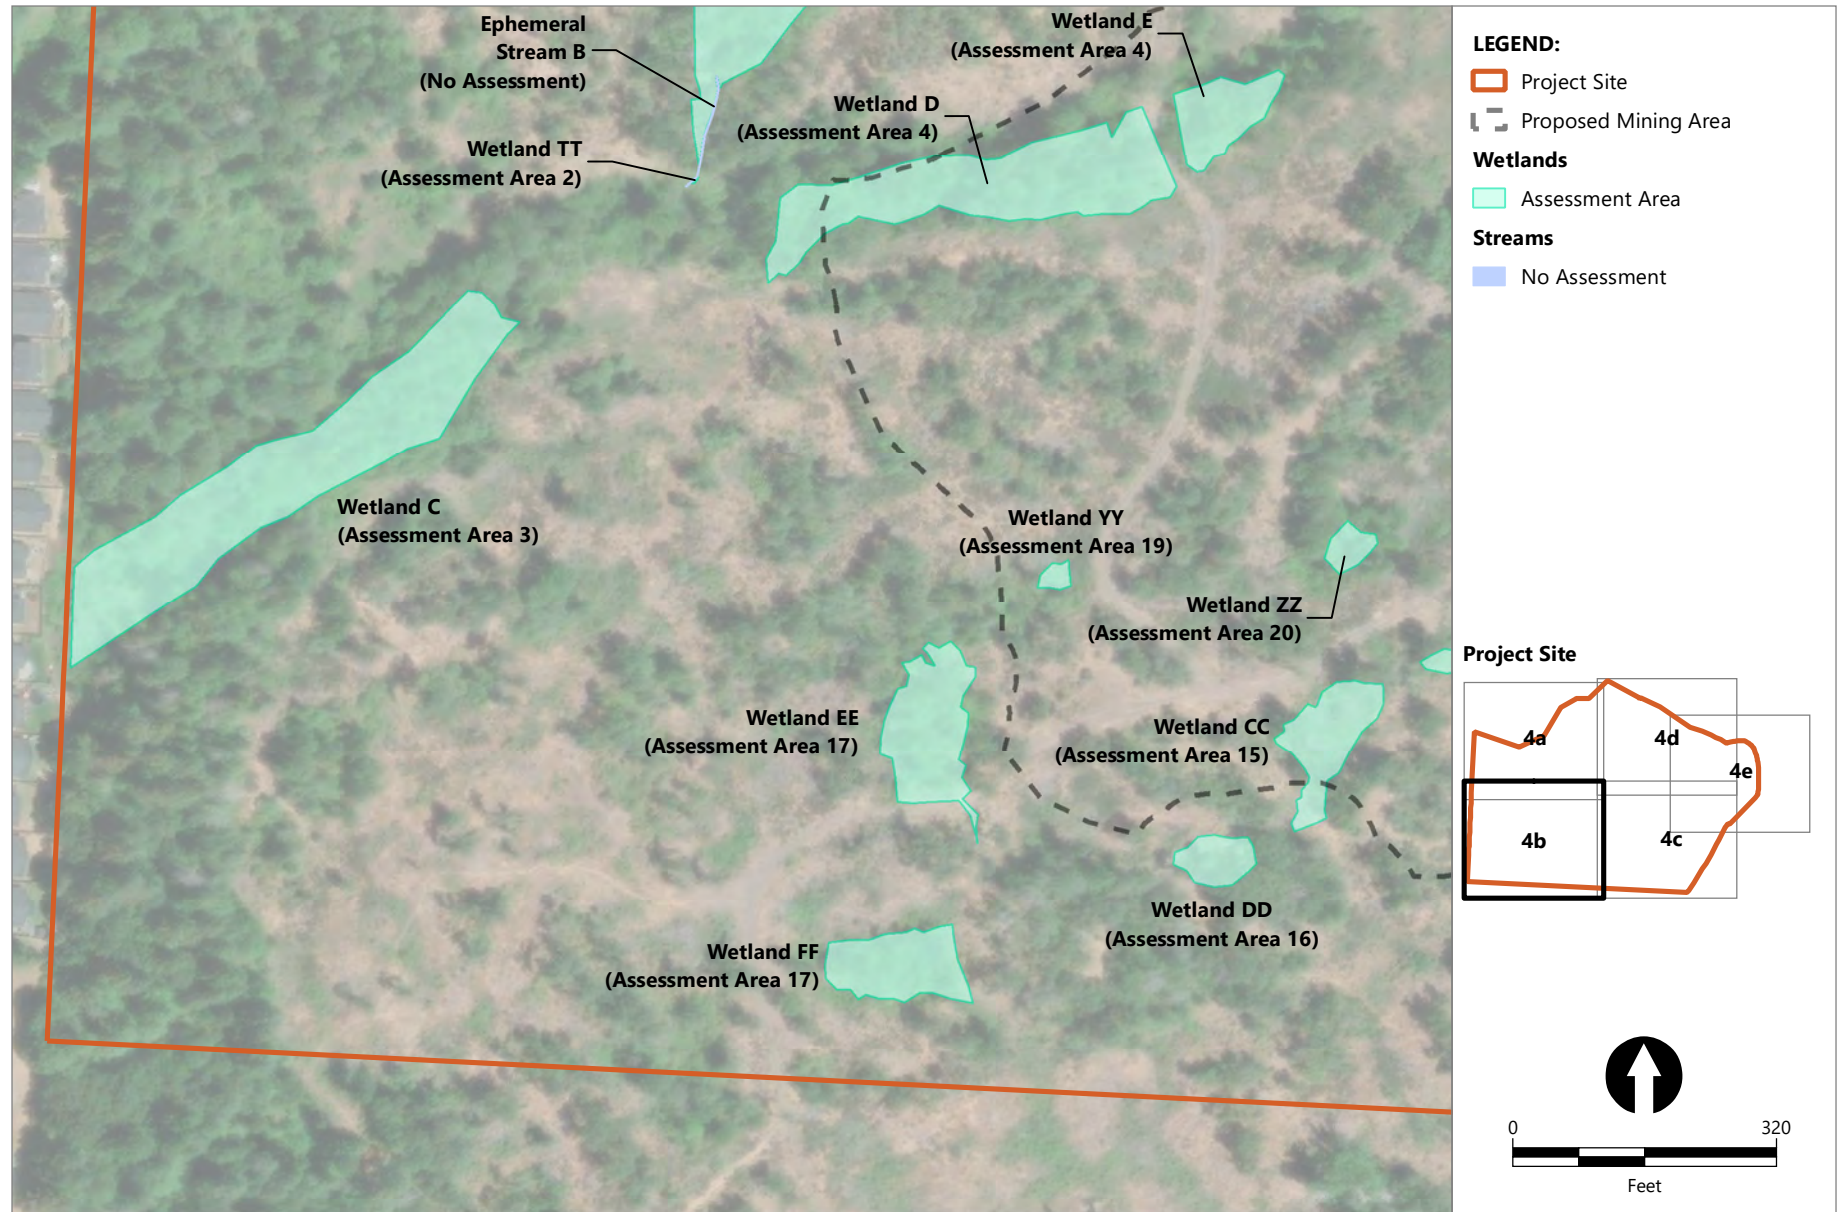 Ephemeral
Stream B
(No Assessment)
Wetland TT
(Assessment Area 2)
Wetland E
(Assessment Area 4)
Wetland D
(Assessment Area 4)
Wetland C
(Assessment Area 3)
Wetland YY
(Assessment Area 19)
Wetland ZZ
(Assessment Area 20)
Wetland EE
(Assessment Area 17)
Wetland CC
(Assessment Area 15)
Wetland DD
(Assessment Area 16)
Wetland FF
(Assessment Area 17)
LEGEND:
Project Site
Proposed Mining Area
Wetlands
Assessment Area
Streams
No Assessment
Project Site
4a
4d
4e
4b
4c
0 320
Feet